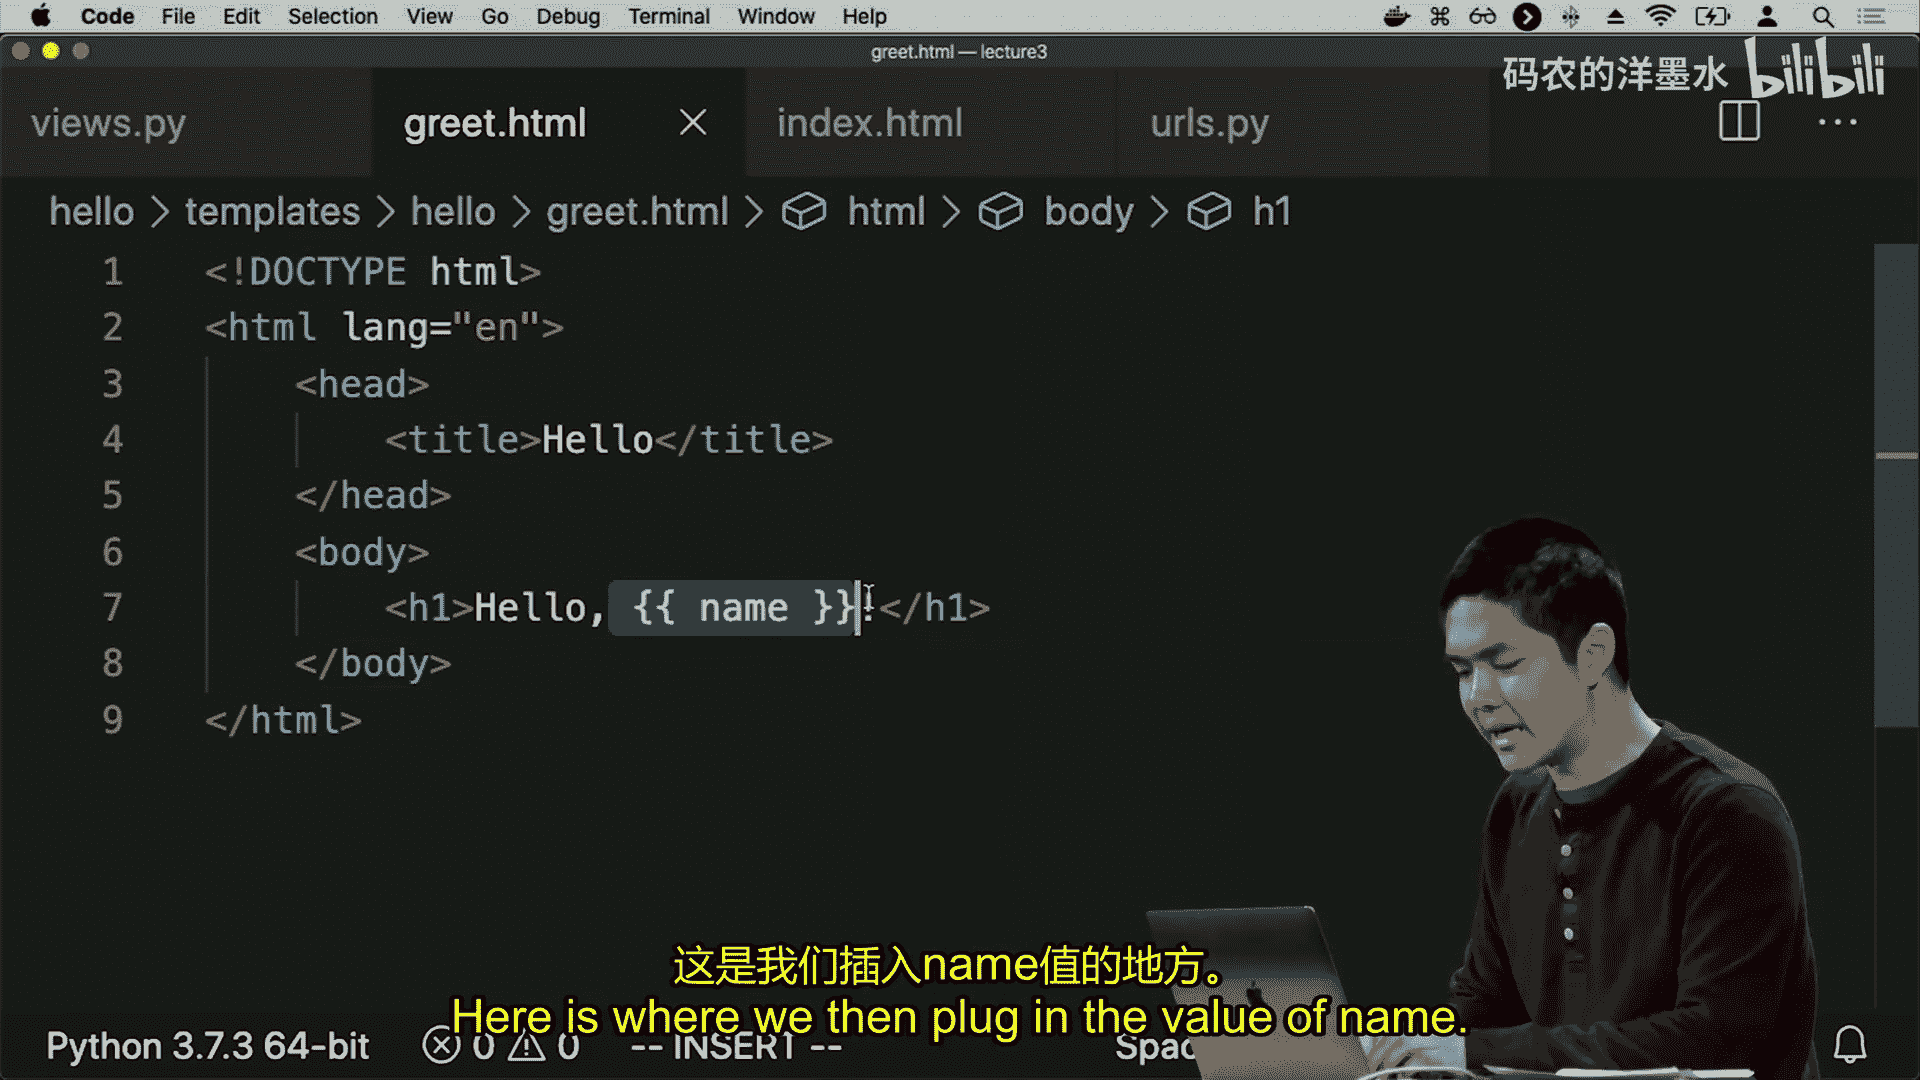 Code File Edit Selection View Go Debug Terminal Window Help
greet.html — lecture3
码农的洋墨水 bilibili
views.py greet.html index.html urls.py
hello > templates > hello > greet.html > html > body > h1
1 <!DOCTYPE html>
2 <html lang="en">
3 <head>
4 <title>Hello</title>
5 </head>
6 <body>
7 <h1>Hello, {{ name }}!</h1>
8 </body>
9 </html>
这是我们插入name值的地方。
Here is where we then plug in the value of name.
Python 3.7.3 64-bit 0 0 -- INSERT --